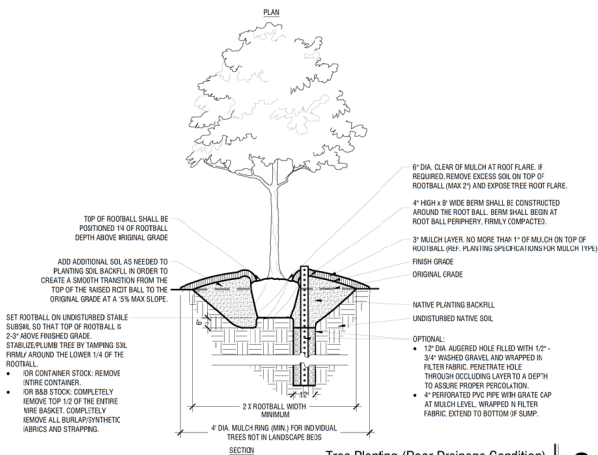 PLAN
6" DIA. CLEAR OF MULCH AT ROOT FLARE. IF
REQUIRED, REMOVE EXCESS SOIL ON TOP OF
ROOTBALL (MAX 2") AND EXPOSE TREE ROOT FLARE.
4" HIGH x 8' WIDE BERM SHALL BE CONSTRUCTED
AROUND THE ROOT BALL. BERM SHALL BEGIN AT
ROOT BALL PERIPHERY, FIRMLY COMPACTED.
3" MULCH LAYER. NO MORE THAN 1" OF MULCH ON TOP OF
ROOTBALL (REF. PLANTING SPECIFICATIONS FOR MULCH TYPE)
FINISH GRADE
ORIGINAL GRADE
NATIVE PLANTING BACKFILL
UNDISTURBED NATIVE SOIL
OPTIONAL:
• 12" DIA. AUGERED HOLE FILLED WITH 1/2" -
3/4" WASHED GRAVEL AND WRAPPED IN
FILTER FABRIC. PENETRATE HOLE
THROUGH OCCLUDING LAYER TO A DEPTH
TO ASSURE PROPER PERCOLATION.
• 4" PERFORATED PVC PIPE WITH GRATE CAP
AT MULCH LEVEL, WRAPPED IN FILTER
FABRIC. EXTEND TO BOTTOM OF SUMP.
TOP OF ROOTBALL SHALL BE
POSITIONED 1/4 OF ROOTBALL
DEPTH ABOVE ORIGINAL GRADE
ADD ADDITIONAL SOIL AS NEEDED TO
PLANTING SOIL BACKFILL IN ORDER TO
CREATE A SMOOTH TRANSITION FROM THE
TOP OF THE RAISED ROOT BALL TO THE
ORIGINAL GRADE AT A MAX SLOPE.
SET ROOTBALL ON UNDISTURBED STABLE
SUBSOIL SO THAT TOP OF ROOTBALL IS
2-3" ABOVE FINISHED GRADE.
STABILIZE/PLUMB TREE BY TAMPING SOIL
FIRMLY AROUND THE LOWER 1/4 OF THE
ROOTBALL.
• FOR CONTAINER STOCK: REMOVE
ENTIRE CONTAINER.
• FOR B&B STOCK: COMPLETELY
REMOVE TOP 1/2 OF THE ENTIRE
WIRE BASKET. COMPLETELY
REMOVE ALL BURLAP/SYNTHETIC
FABRICS AND STRAPPING.
6"
12"
2 X ROOTBALL WIDTH
MINIMUM
4' DIA. MULCH RING (MIN.) FOR INDIVIDUAL
TREES NOT IN LANDSCAPE BEDS
SECTION
Tree Planting (Poor Drainage Condition)